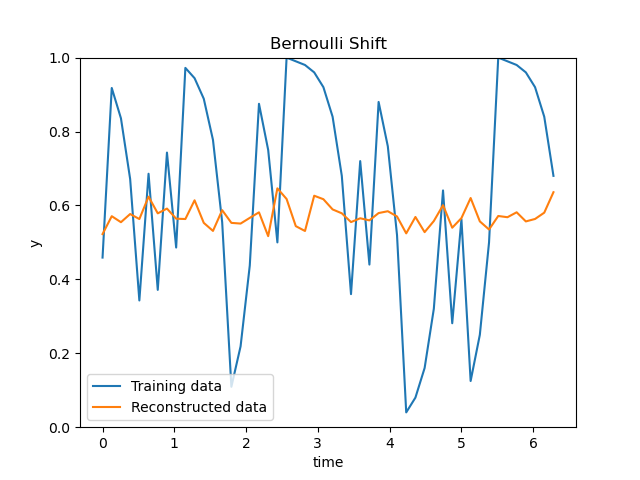 Bernoulli Shift
1.0
0.8
0.6
0.4
0.2
0.0
y
Training data
Reconstructed data
0 1 2 3 4 5 6
time